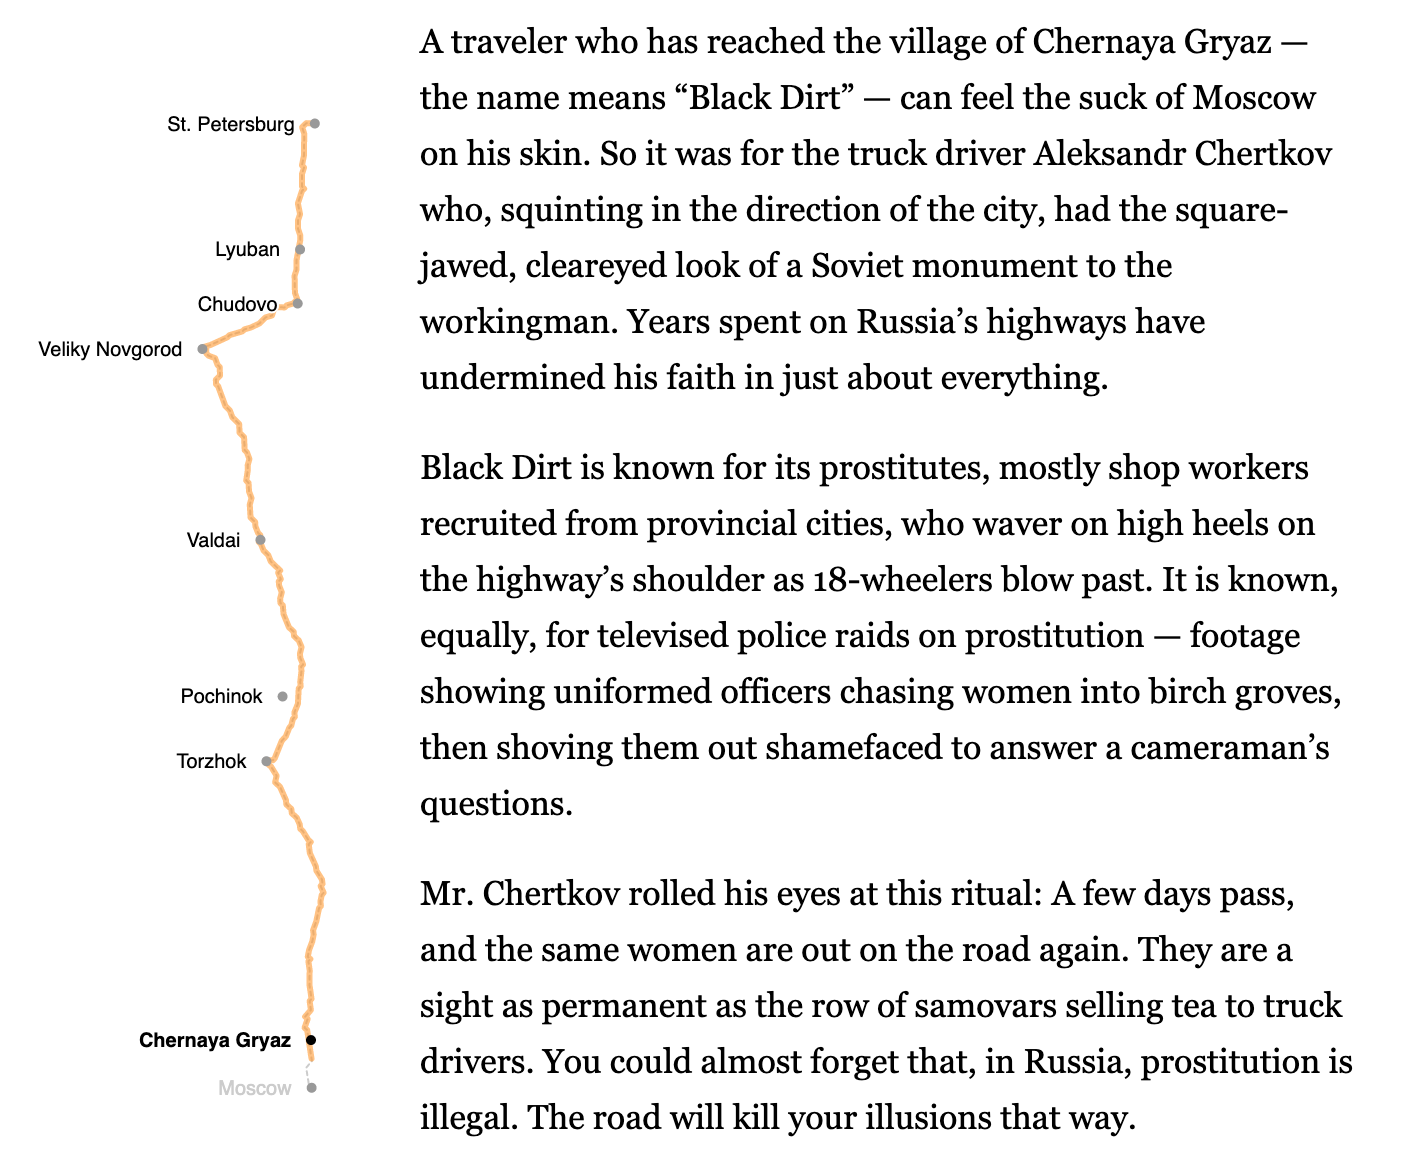 St. Petersburg
Lyuban
Chudovo
Veliky Novgorod
Valdai
Pochinok
Torzhok
Chernaya Gryaz
Moscow
A traveler who has reached the village of Chernaya Gryaz —
the name means “Black Dirt” — can feel the suck of Moscow
on his skin. So it was for the truck driver Aleksandr Chertkov
who, squinting in the direction of the city, had the square-
jawed, cleareyed look of a Soviet monument to the
workingman. Years spent on Russia’s highways have
undermined his faith in just about everything.
Black Dirt is known for its prostitutes, mostly shop workers
recruited from provincial cities, who waver on high heels on
the highway’s shoulder as 18-wheelers blow past. It is known,
equally, for televised police raids on prostitution — footage
showing uniformed officers chasing women into birch groves,
then shoving them out shamefaced to answer a cameraman’s
questions.
Mr. Chertkov rolled his eyes at this ritual: A few days pass,
and the same women are out on the road again. They are a
sight as permanent as the row of samovars selling tea to truck
drivers. You could almost forget that, in Russia, prostitution is
illegal. The road will kill your illusions that way.